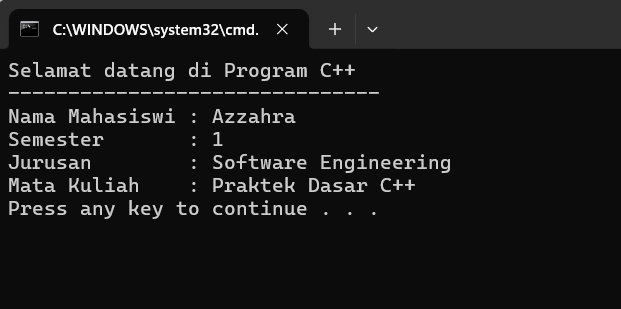 C:\WINDOWS\system32\cmd.
Selamat datang di Program C++
-------------------------------
Nama Mahasiswi : Azzahra
Semester       : 1
Jurusan        : Software Engineering
Mata Kuliah    : Praktek Dasar C++
Press any key to continue . . .